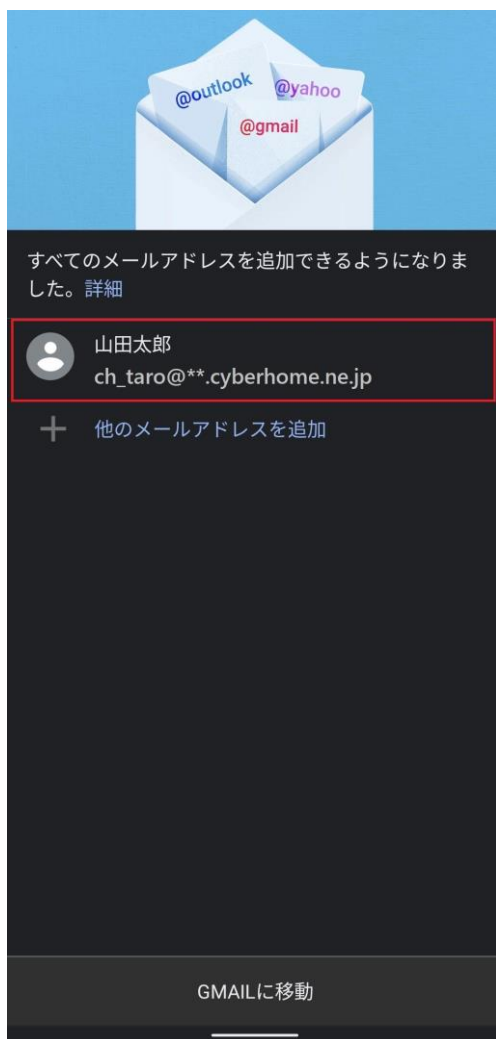 @outlook
@yahoo
@gmail
すべてのメールアドレスを追加できるようになりま
した。詳細
山田太郎
ch_taro@**.cyberhome.ne.jp
他のメールアドレスを追加
GMAILに移動